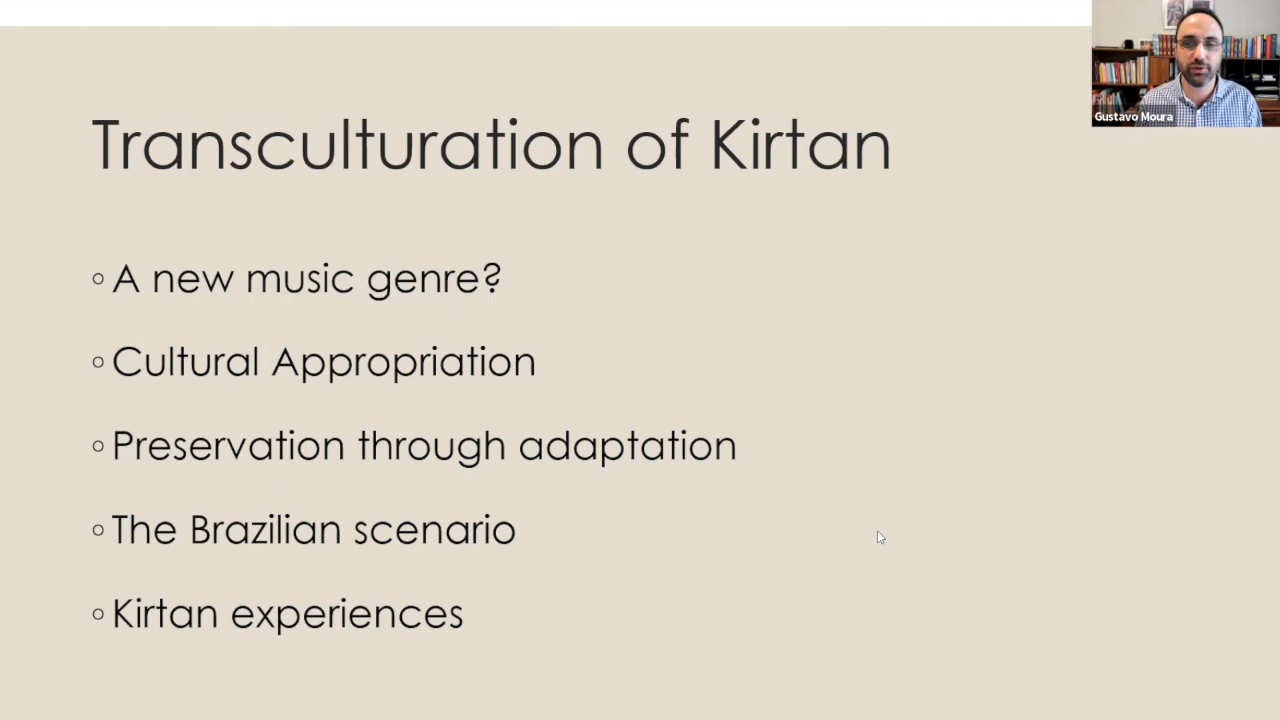 Transculturation of Kirtan
A new music genre?
Cultural Appropriation
Preservation through adaptation
The Brazilian scenario
Kirtan experiences
Gustavo Moura